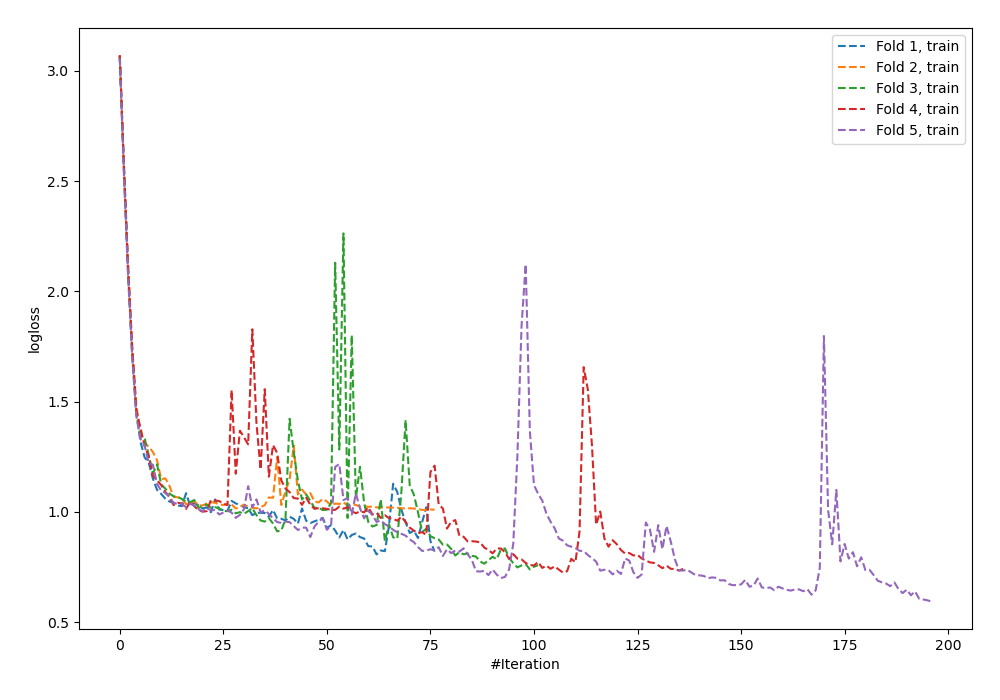 Fold 1, train
Fold 2, train
Fold 3, train
Fold 4, train
Fold 5, train
3.0
2.5
2.0
1.5
1.0
0.5
logloss
0 25 50 75 100 125 150 175 200
#Iteration